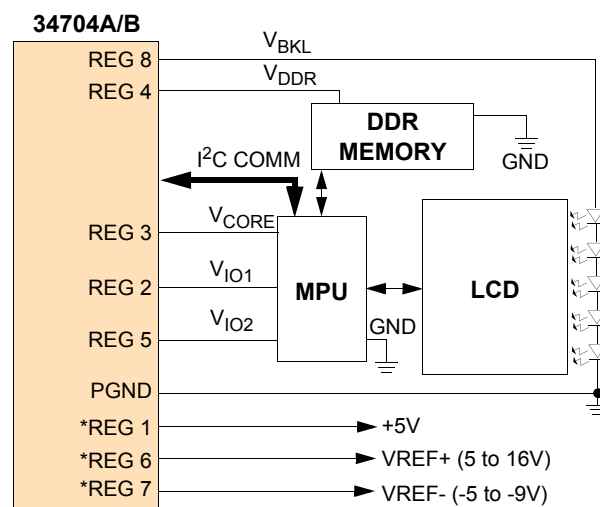 34704A/B
REG 8
V_BKL
REG 4
V_DDR
DDR
MEMORY
GND
I²C COMM
REG 3
V_CORE
REG 2
V_IO1
MPU
LCD
REG 5
V_IO2
GND
PGND
*REG 1
+5V
*REG 6
VREF+ (5 to 16V)
*REG 7
VREF- (-5 to -9V)